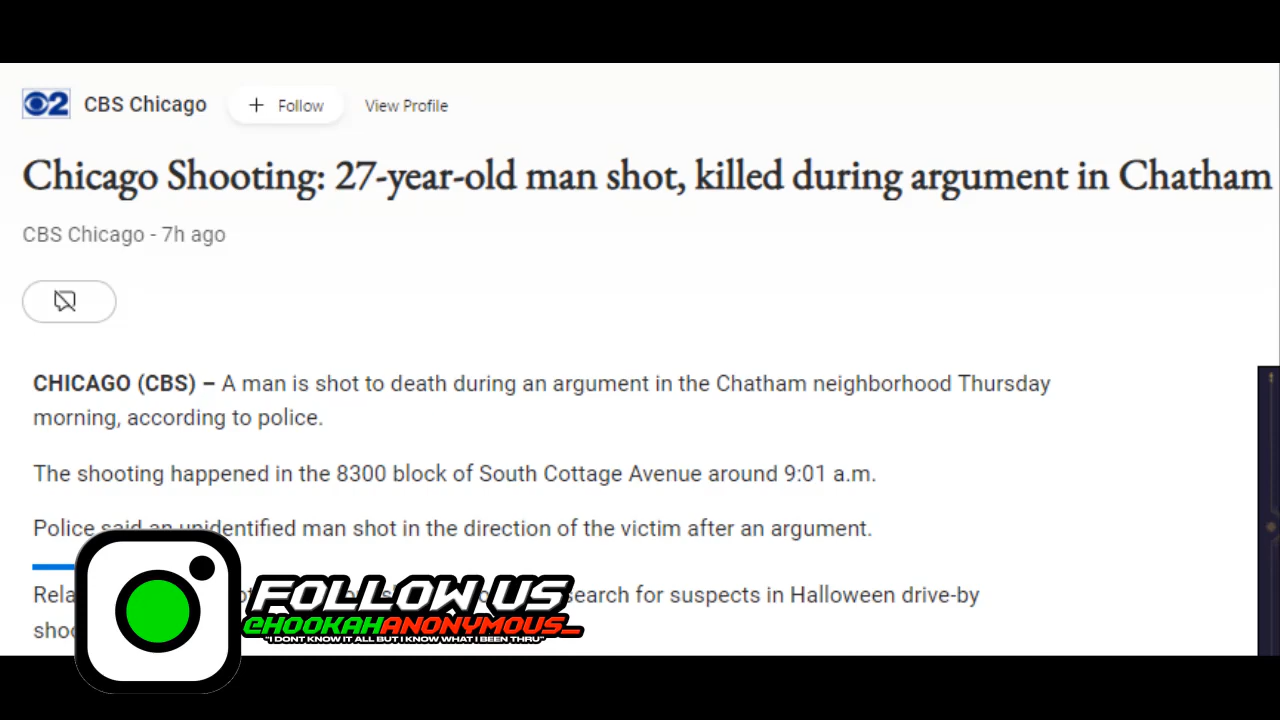 CBS Chicago + Follow View Profile
Chicago Shooting: 27-year-old man shot, killed during argument in Chatham
CBS Chicago - 7h ago
CHICAGO (CBS) – A man is shot to death during an argument in the Chatham neighborhood Thursday
morning, according to police.
The shooting happened in the 8300 block of South Cottage Avenue around 9:01 a.m.
Police said an unidentified man shot in the direction of the victim after an argument.
search for suspects in Halloween drive-by
FOLLOW US
@HOOKAHANONYMOUS_
"I DONT KNOW IT ALL BUT I KNOW WHAT I BEEN THRU"